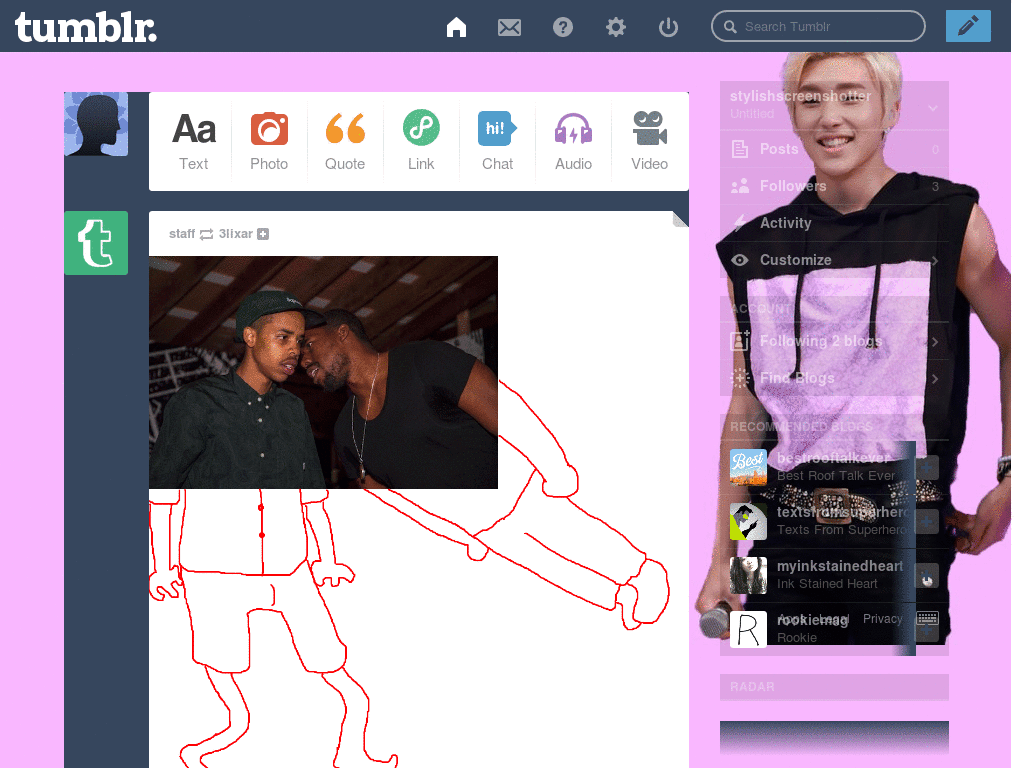 tumblr.
Search Tumblr
Aa
hi!
Text
Photo
Quote
Link
Chat
Audio
Video
t
staff 3lixar
stylishscreenshotter
Untitled
Posts 0
Followers 3
Activity
Customize
ACCOUNT
Following 2 blogs
Find Blogs
RECOMMENDED BLOGS
Best
bestrooftalkever
Best Roof Talk Ever
textsfromsuperhero
Texts From Superhero
myinkstainedheart
Ink Stained Heart
R
rookiemag
Apps Legal Privacy
Rookie
RADAR